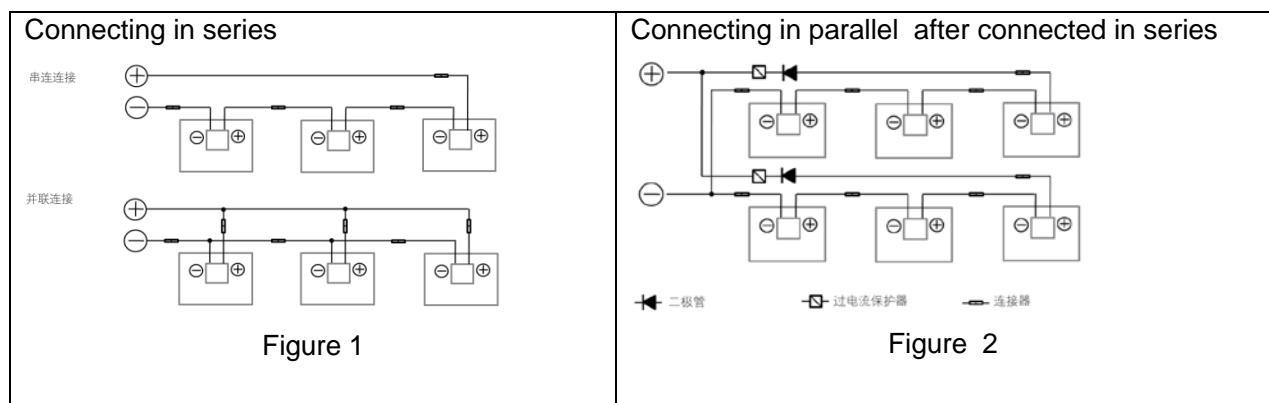 Connecting in series
串连连接
并联连接
Figure 1
Connecting in parallel after connected in series
二极管
过电流保护器
连接器
Figure 2